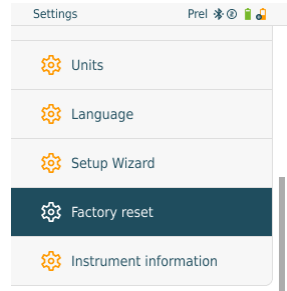 Settings Prel
Units
Language
Setup Wizard
Factory reset
Instrument information